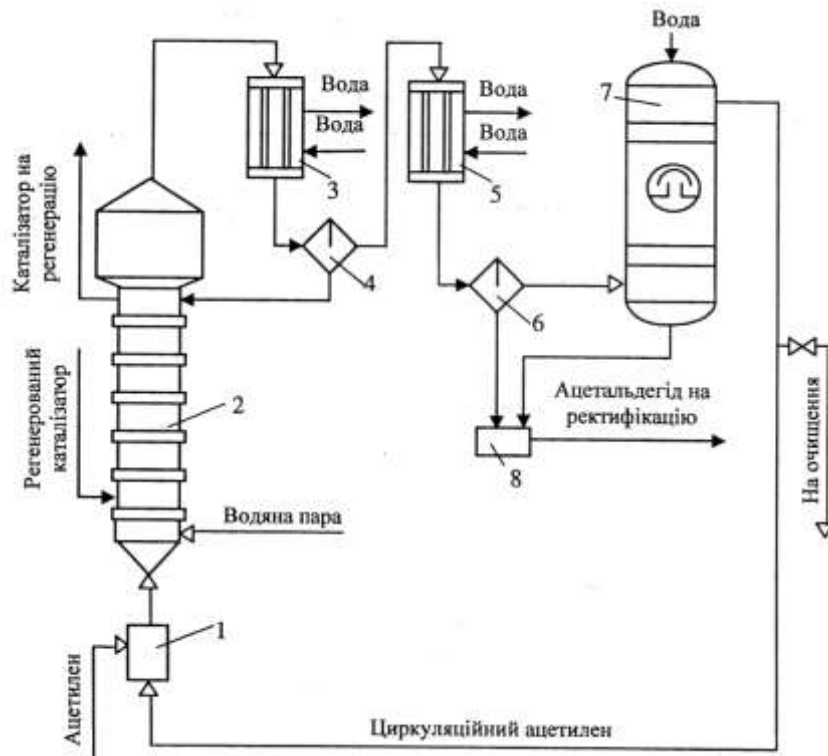 Вода
7
Вода
Вода
Вода
Вода
3
5
Каталізатор на
регенерацію
4
6
Регенерований
каталізатор
2
Ацетальдегід на
ректифікацію
8
На очищення
Водяна пара
1
Ацетилен
Циркуляційний ацетилен